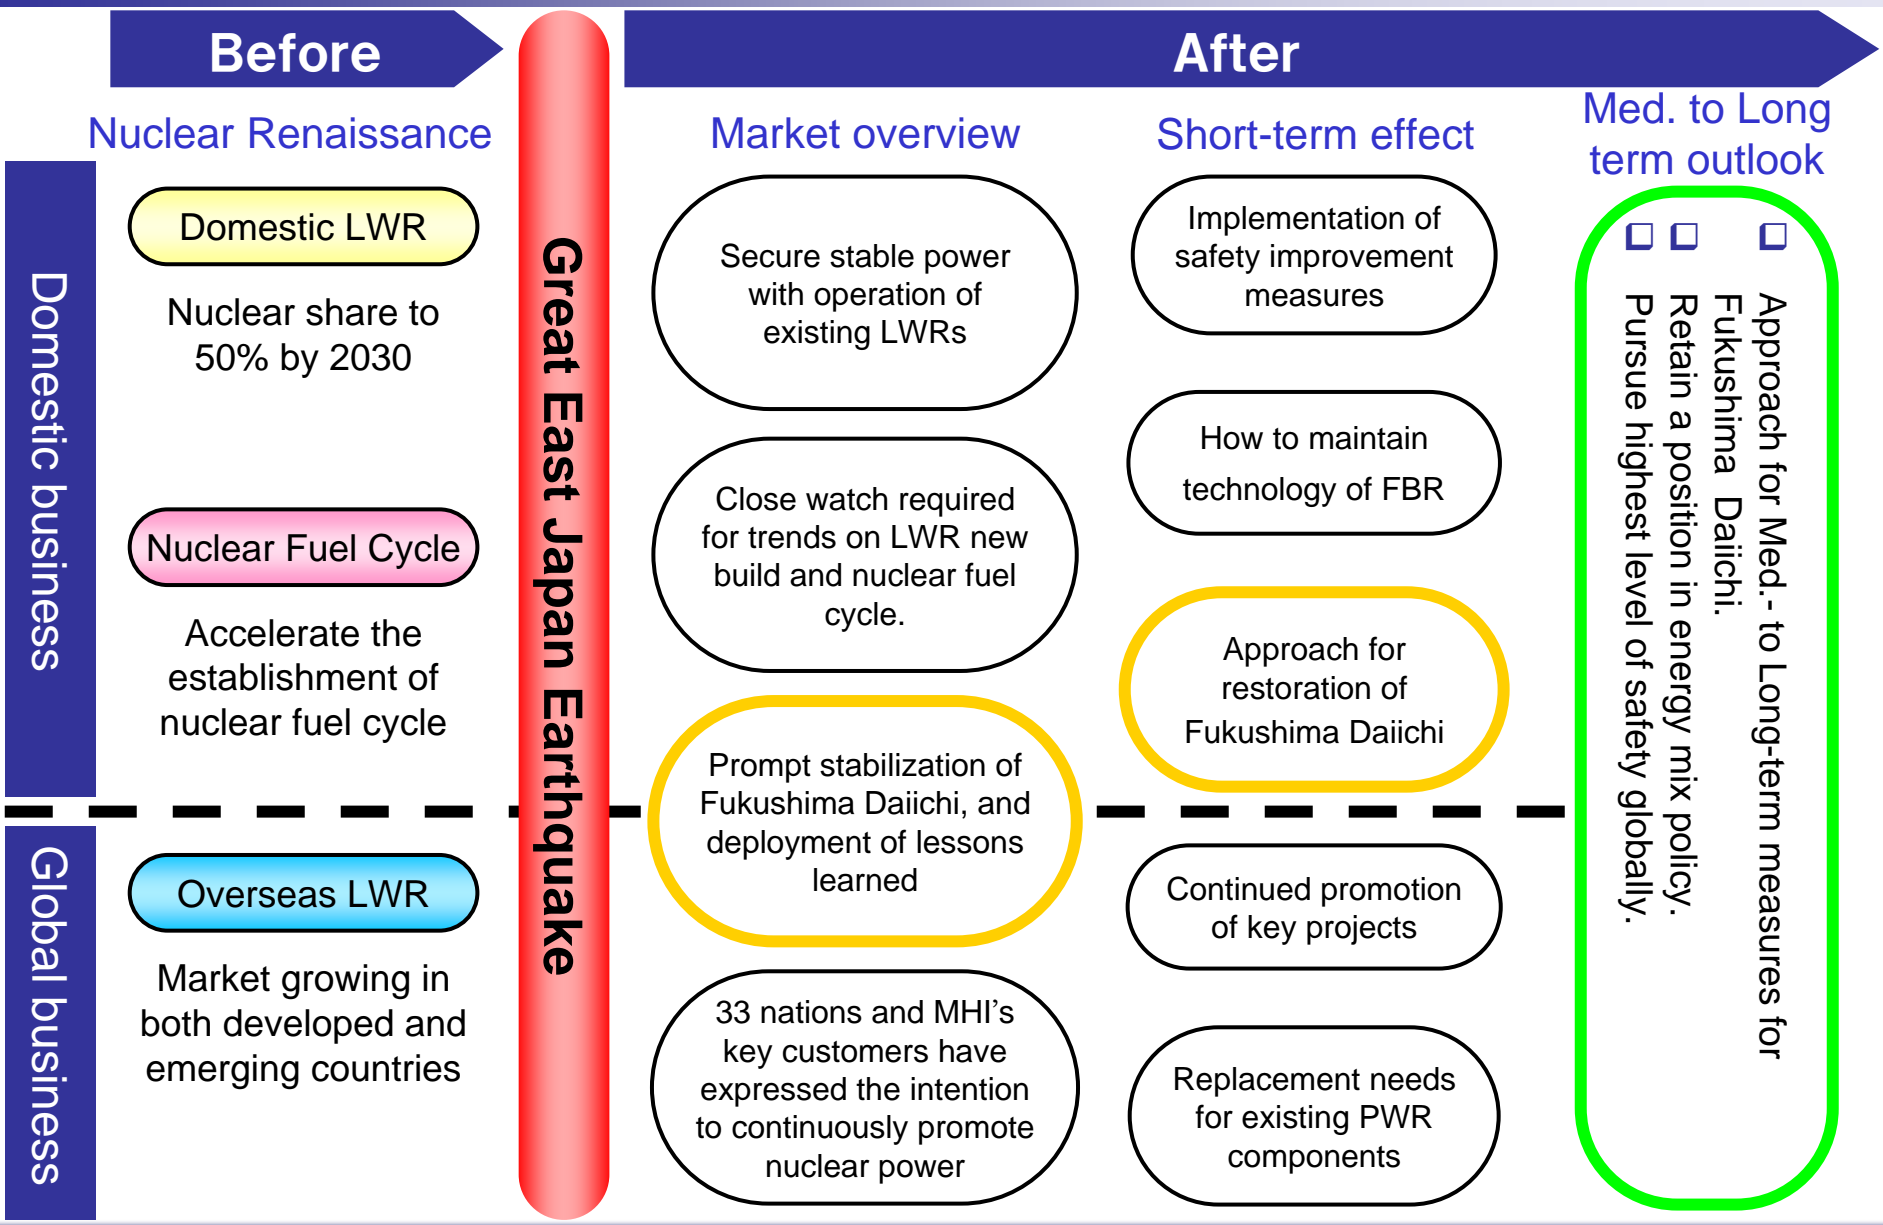 Before
After
Nuclear Renaissance
Market overview
Short-term effect
Med. to Long
term outlook
Domestic business
Domestic LWR
Nuclear share to
50% by 2030
Nuclear Fuel Cycle
Accelerate the
establishment of
nuclear fuel cycle
Global business
Overseas LWR
Market growing in
both developed and
emerging countries
Great East Japan Earthquake
Secure stable power
with operation of
existing LWRs
Close watch required
for trends on LWR new
build and nuclear fuel
cycle.
Prompt stabilization of
Fukushima Daiichi, and
deployment of lessons
learned
33 nations and MHI's
key customers have
expressed the intention
to continuously promote
nuclear power
Implementation of
safety improvement
measures
How to maintain
technology of FBR
Approach for
restoration of
Fukushima Daiichi
Continued promotion
of key projects
Replacement needs
for existing PWR
components
❑ Approach for Med.- to Long-term measures for
Fukushima Daiichi.
❑ Retain a position in energy mix policy.
❑ Pursue highest level of safety globally.